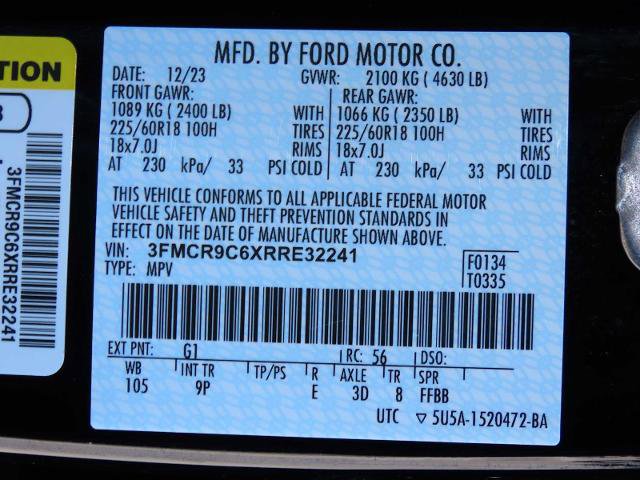 MFD. BY FORD MOTOR CO.
DATE: 12/23 GVWR: 2100 KG ( 4630 LB)
FRONT GAWR: REAR GAWR:
1089 KG ( 2400 LB) WITH 1066 KG ( 2350 LB) WITH
225/60R18 100H TIRES 225/60R18 100H TIRES
18x7.0J RIMS 18x7.0J RIMS
AT 230 kPa/ 33 PSI COLD AT 230 kPa/ 33 PSI COLD
THIS VEHICLE CONFORMS TO ALL APPLICABLE FEDERAL MOTOR
VEHICLE SAFETY AND THEFT PREVENTION STANDARDS IN
EFFECT ON THE DATE OF MANUFACTURE SHOWN ABOVE.
VIN: 3FMCR9C6XRRE32241 F0134
TYPE: MPV T0335
EXT PNT: G1 RC: 56 DSO:
WB INT TR TP/PS R AXLE TR SPR
105 9P E 3D 8 FFBB
UTC ▽ 5U5A-1520472-BA
TION
3FMCR9C6XRRE32241